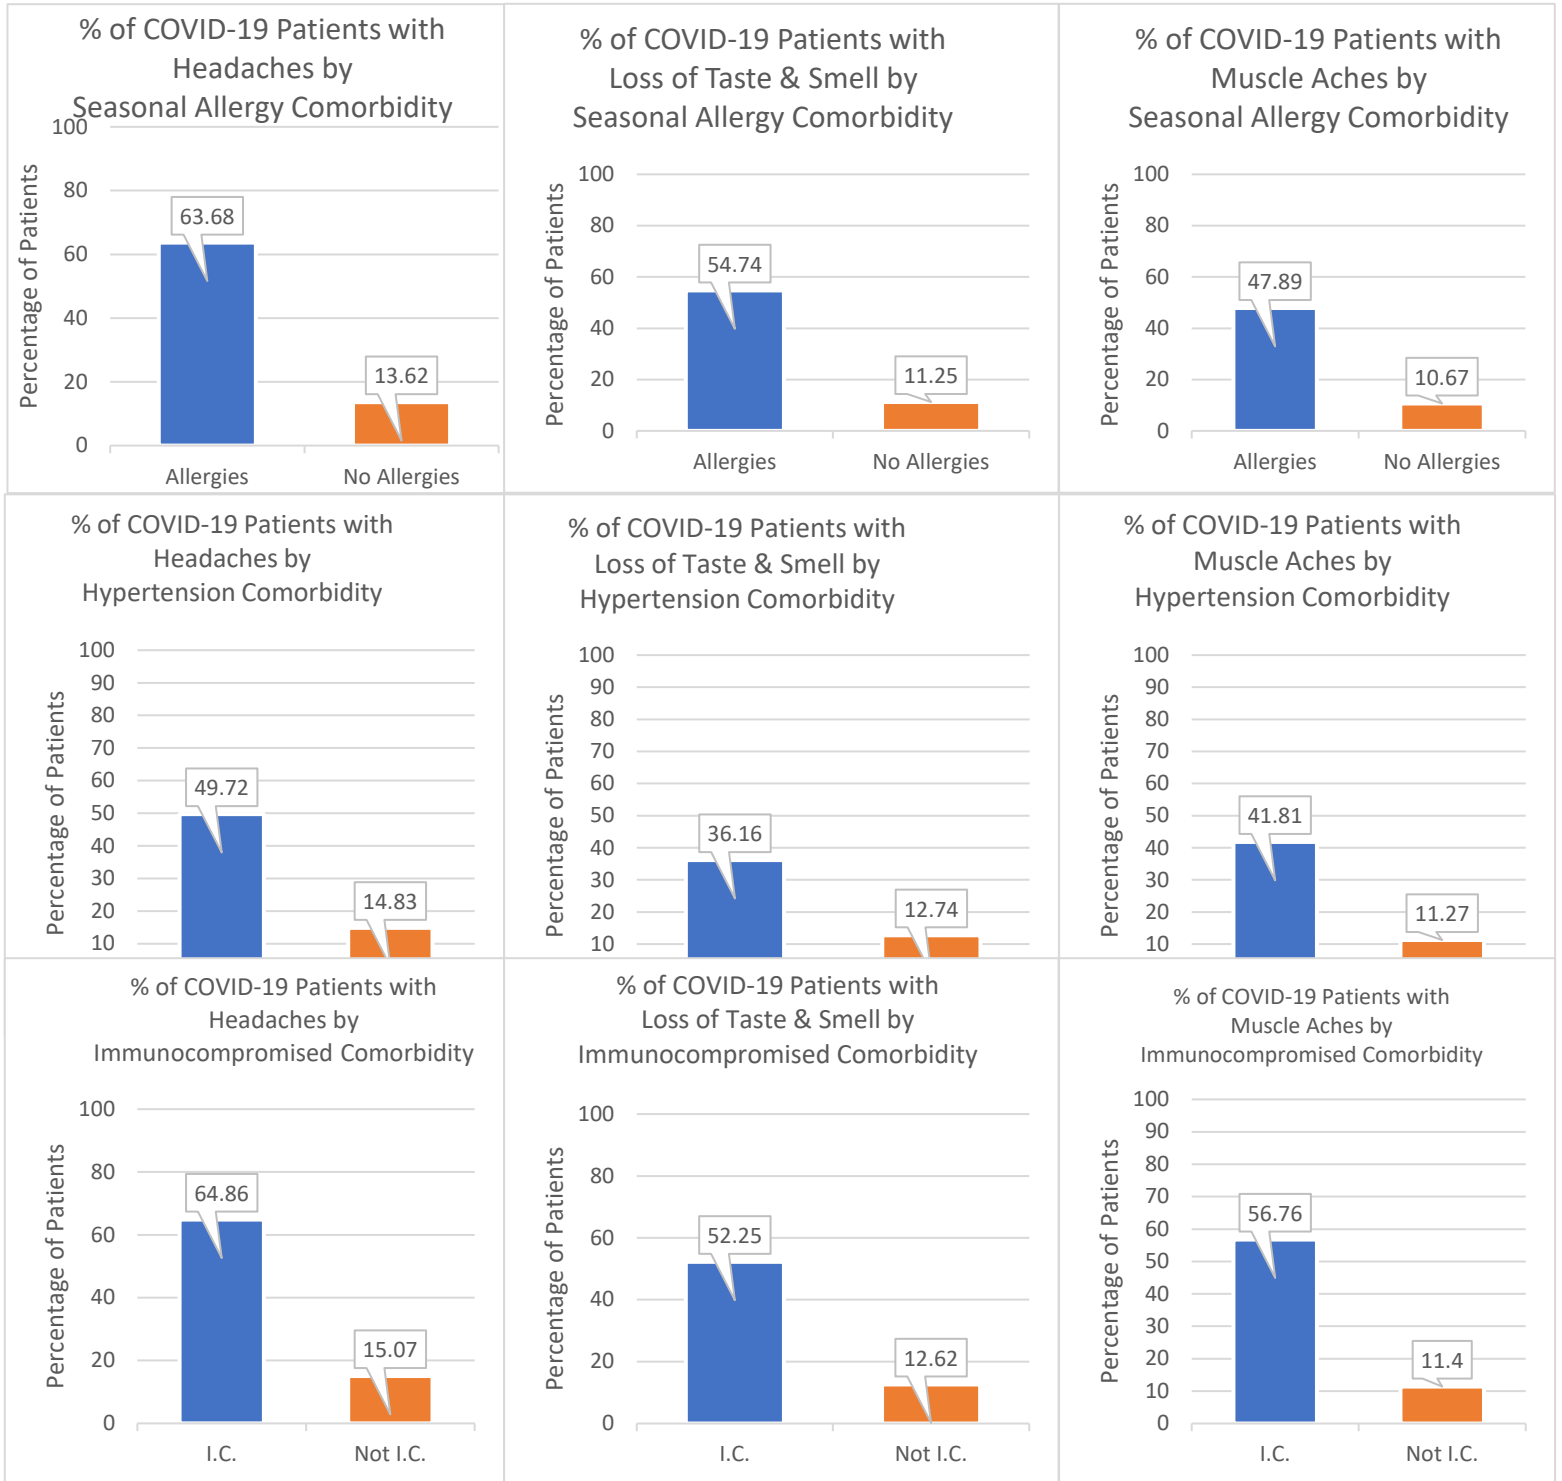 % of COVID-19 Patients with
Headaches by
Seasonal Allergy Comorbidity
Percentage of Patients
100
80
60
40
20
0
63.68
13.62
Allergies
No Allergies
% of COVID-19 Patients with
Loss of Taste & Smell by
Seasonal Allergy Comorbidity
Percentage of Patients
100
80
60
40
20
0
54.74
11.25
Allergies
No Allergies
% of COVID-19 Patients with
Muscle Aches by
Seasonal Allergy Comorbidity
Percentage of Patients
100
80
60
40
20
0
47.89
10.67
Allergies
No Allergies
% of COVID-19 Patients with
Headaches by
Hypertension Comorbidity
Percentage of Patients
100
90
80
70
60
50
40
30
20
10
49.72
14.83
% of COVID-19 Patients with
Loss of Taste & Smell by
Hypertension Comorbidity
Percentage of Patients
100
90
80
70
60
50
40
30
20
10
36.16
12.74
% of COVID-19 Patients with
Muscle Aches by
Hypertension Comorbidity
Percentage of Patients
100
90
80
70
60
50
40
30
20
10
41.81
11.27
% of COVID-19 Patients with
Headaches by
Immunocompromised Comorbidity
Percentage of Patients
100
80
60
40
20
0
64.86
15.07
I.C.
Not I.C.
% of COVID-19 Patients with
Loss of Taste & Smell by
Immunocompromised Comorbidity
Percentage of Patients
100
80
60
40
20
0
52.25
12.62
I.C.
Not I.C.
% of COVID-19 Patients with
Muscle Aches by
Immunocompromised Comorbidity
Percentage of Patients
100
90
80
70
60
50
40
30
20
10
0
56.76
11.4
I.C.
Not I.C.